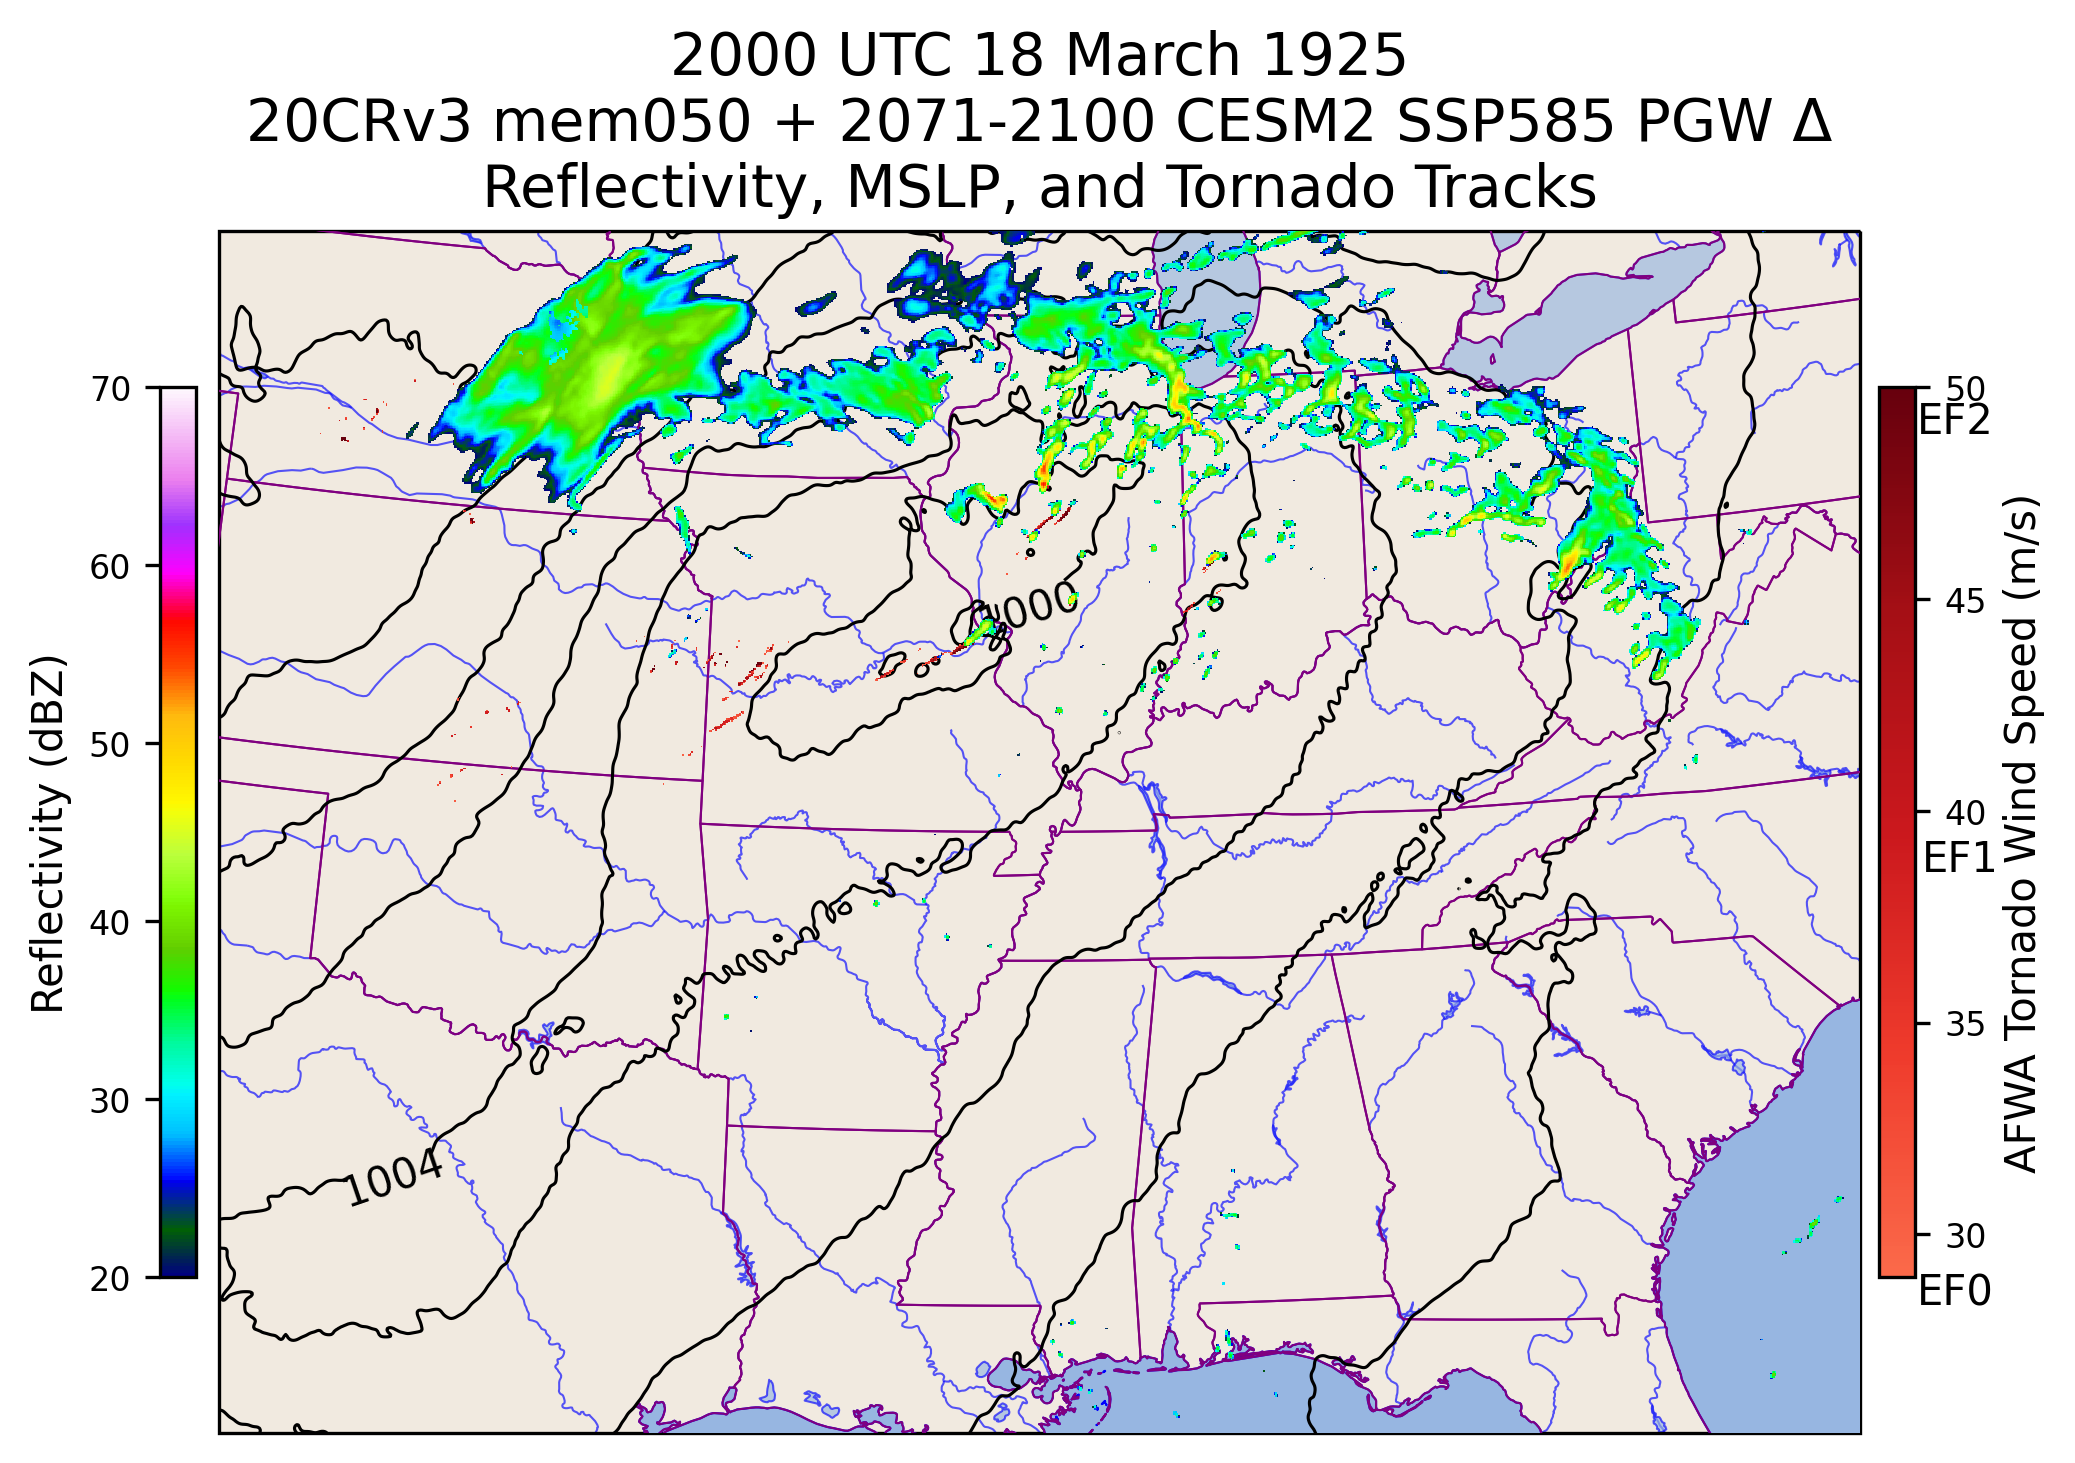 2000 UTC 18 March 1925
20CRv3 mem050 + 2071-2100 CESM2 SSP585 PGW Δ
Reflectivity, MSLP, and Tornado Tracks
70
60
50
40
30
20
Reflectivity (dBZ)
1000
1004
50
EF2
45
40
EF1
35
30
EF0
AFWA Tornado Wind Speed (m/s)